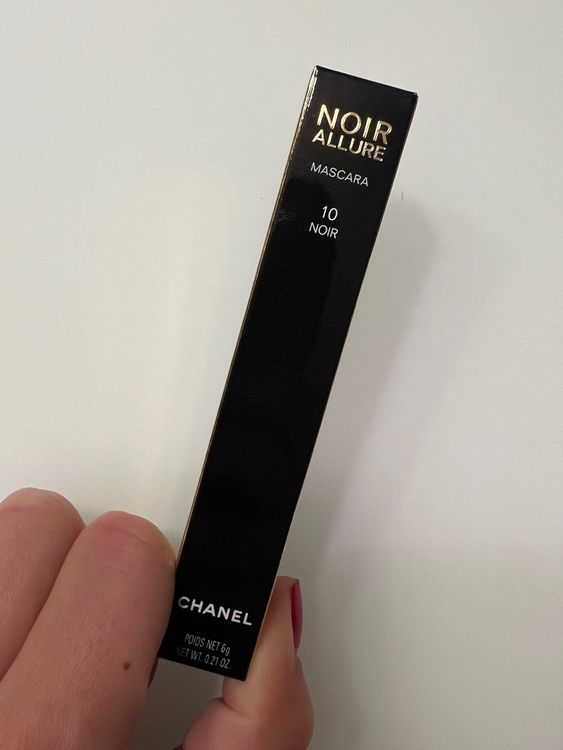 NOIR
ALLURE
MASCARA
10
NOIR
CHANEL
POIDS NET 6g
NET WT. 0.21 OZ.